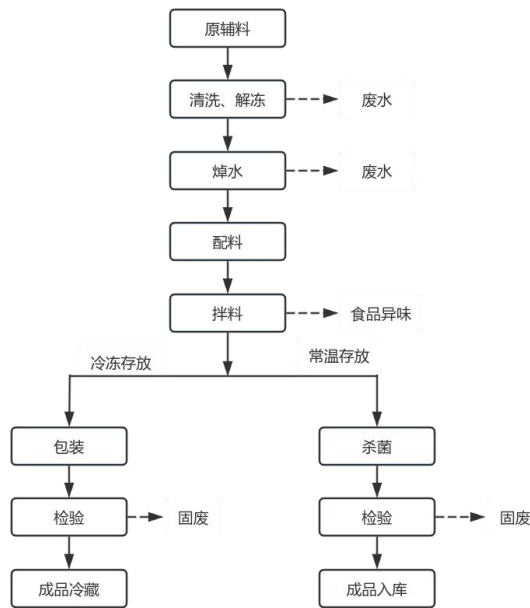 原辅料
清洗、解冻
废水
焯水
废水
配料
拌料
食品异味
冷冻存放
常温存放
包装
杀菌
检验
固废
检验
固废
成品冷藏
成品入库